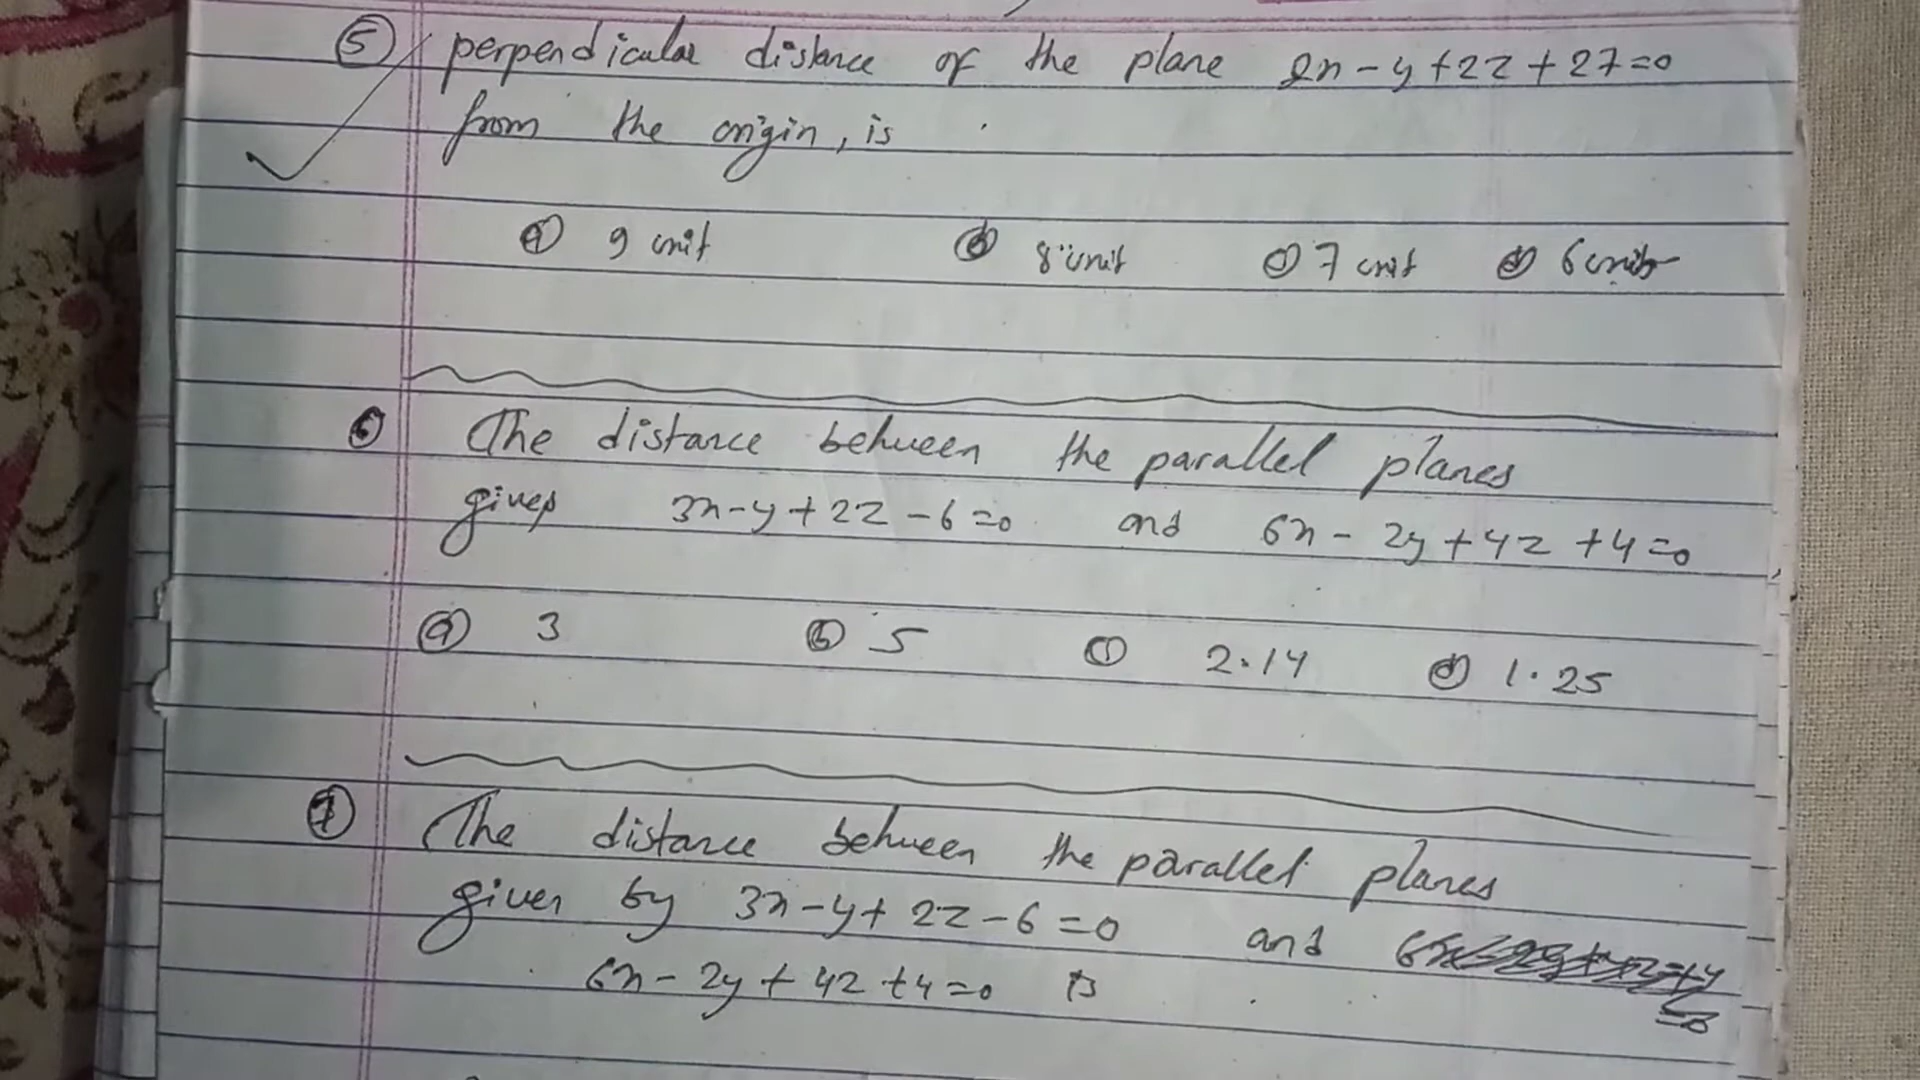 ⑤ perpendicular distance of the plane 2x - y + 2z + 27 = 0
from the origin, is
ⓐ 9 unit ⓑ 8 unit ⓒ 7 unit ⓓ 6 unit
⑥ The distance between the parallel planes
given 3x - y + 2z - 6 = 0 and 6x - 2y + 4z + 4 = 0
ⓐ 3 ⓑ 5 ⓒ 2.14 ⓓ 1.25
⑦ The distance between the parallel planes
given by 3x - y + 2z - 6 = 0 and
6x - 2y + 4z + 4 = 0 is